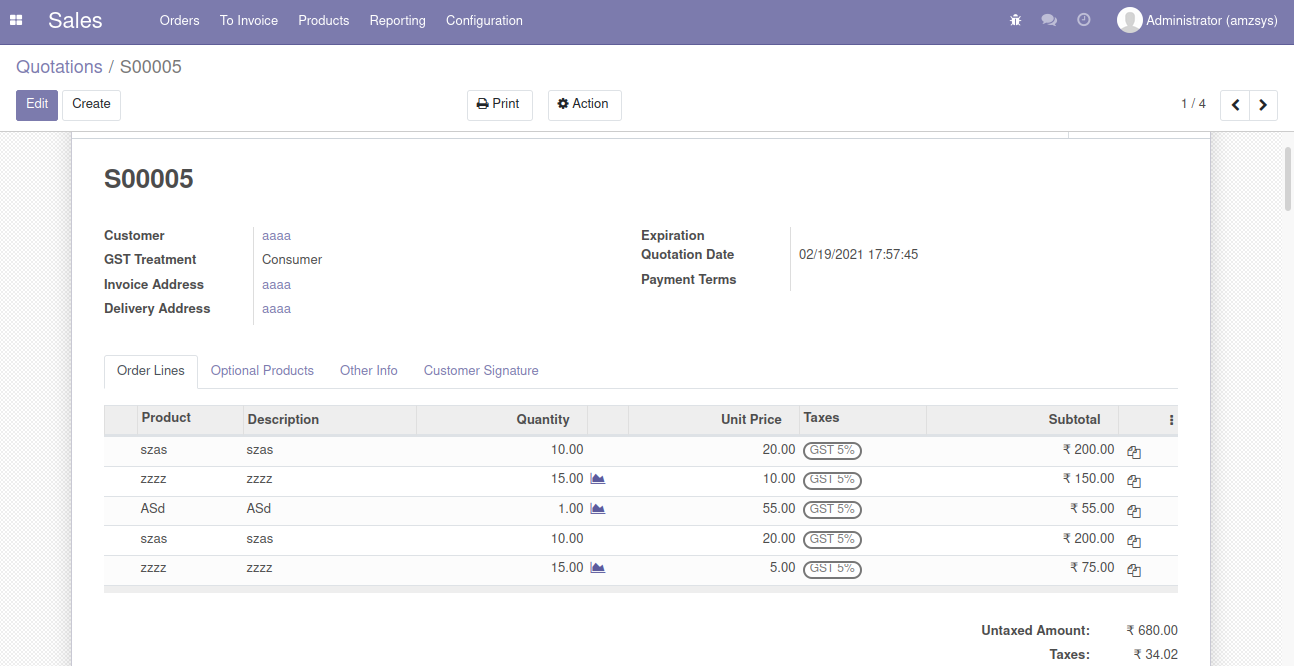 Sales Orders To Invoice Products Reporting Configuration Administrator (amzsys)
Quotations / S00005
Edit Create Print Action 1 / 4
S00005
Customer aaaa
GST Treatment Consumer
Invoice Address aaaa
Delivery Address aaaa
Expiration
Quotation Date 02/19/2021 17:57:45
Payment Terms
Order Lines Optional Products Other Info Customer Signature
Product Description Quantity Unit Price Taxes Subtotal
szas szas 10.00 20.00 GST 5% ₹ 200.00
zzzz zzzz 15.00 10.00 GST 5% ₹ 150.00
ASd ASd 1.00 55.00 GST 5% ₹ 55.00
szas szas 10.00 20.00 GST 5% ₹ 200.00
zzzz zzzz 15.00 5.00 GST 5% ₹ 75.00
Untaxed Amount: ₹ 680.00
Taxes: ₹ 34.02